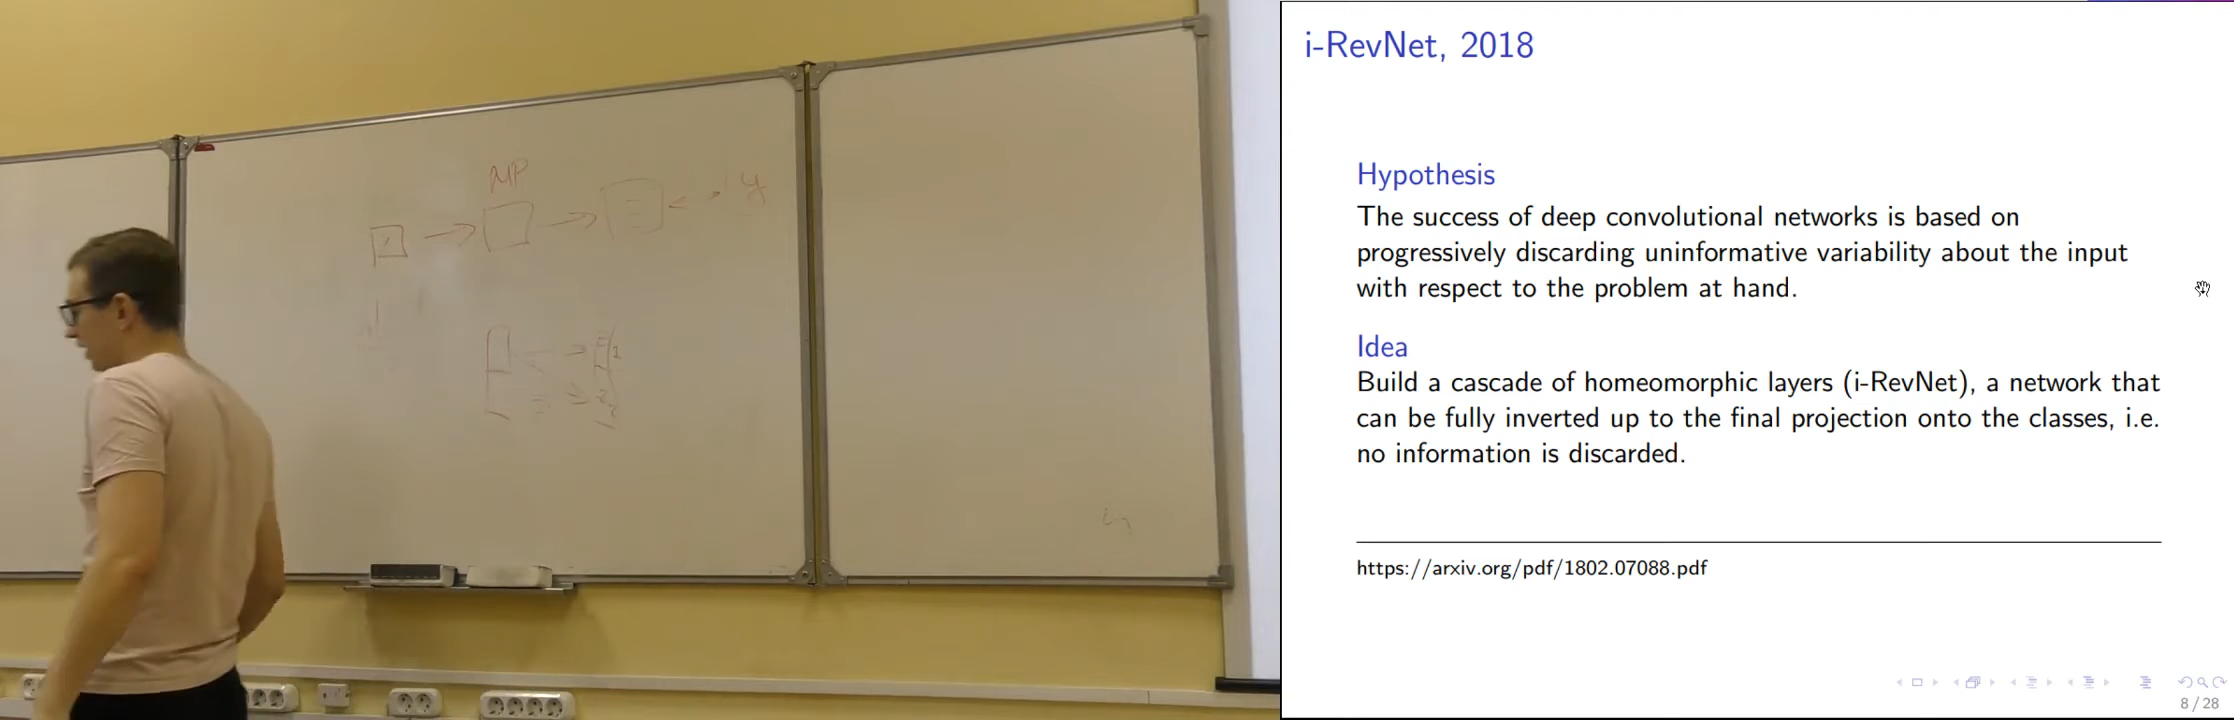 MP
y
i-RevNet, 2018
Hypothesis
The success of deep convolutional networks is based on
progressively discarding uninformative variability about the input
with respect to the problem at hand.
Idea
Build a cascade of homeomorphic layers (i-RevNet), a network that
can be fully inverted up to the final projection onto the classes, i.e.
no information is discarded.
https://arxiv.org/pdf/1802.07088.pdf
8 / 28